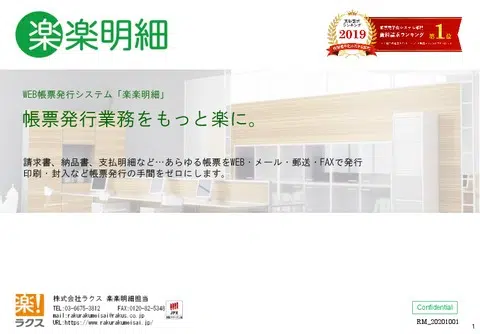 楽楽明細
2019
第1位
WEB帳票発行システム「楽楽明細」
帳票発行業務をもっと楽に。
請求書、納品書、支払明細など…あらゆる帳票をWEB・メール・郵送・FAXで発行
印刷・封入など帳票発行の手間をゼロにします。
楽!
ラクス
株式会社ラクス 楽楽明細担当
TEL:03-6675-3812 FAX:0120-82-5348
mail:rakurakumeisai@rakus.co.jp
URL:https://www.rakurakumeisai.com/
JPX
Confidential
RM_20201001
1